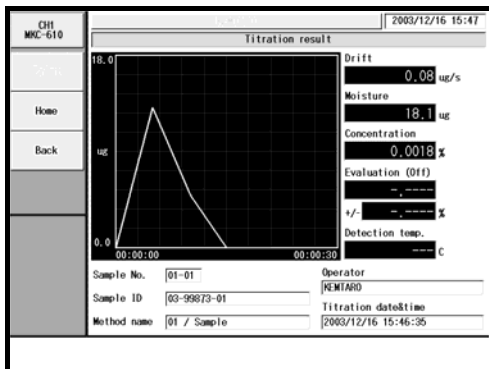 CH1
MKC-610
2003/12/16 15:47
Titration result
Home
Back
18.0
ug
0.0
00:00:00
00:00:30
Drift
0.08 ug/s
Moisture
18.1 ug
Concentration
0.0018 %
Evaluation (Off)
-.----
+/- -.---- %
Detection temp.
--- C
Sample No. 01-01
Sample ID 03-99873-01
Method name 01 / Sample
Operator
KEMTARO
Titration date&time
2003/12/16 15:46:35